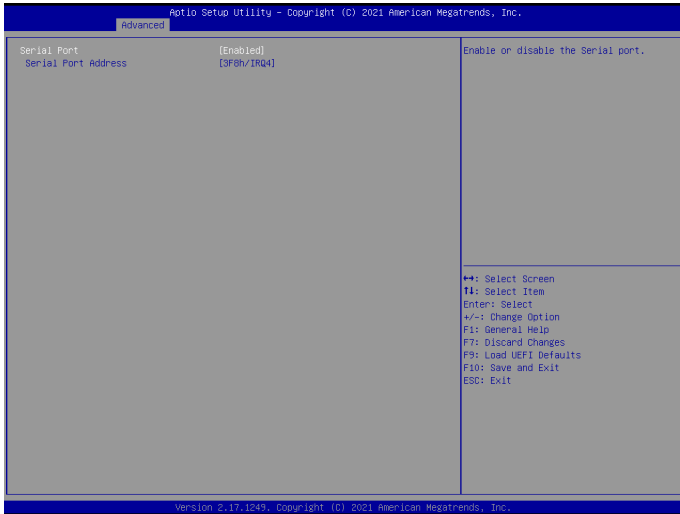 Aptio Setup Utility – Copyright (C) 2021 American Megatrends, Inc.
Advanced
Serial Port [Enabled]
Serial Port Address [3F8h/IRQ4]
Enable or disable the Serial port.
↔: Select Screen
↑↓: Select Item
Enter: Select
+/-: Change Option
F1: General Help
F7: Discard Changes
F9: Load UEFI Defaults
F10: Save and Exit
ESC: Exit
Version 2.17.1249. Copyright (C) 2021 American Megatrends, Inc.